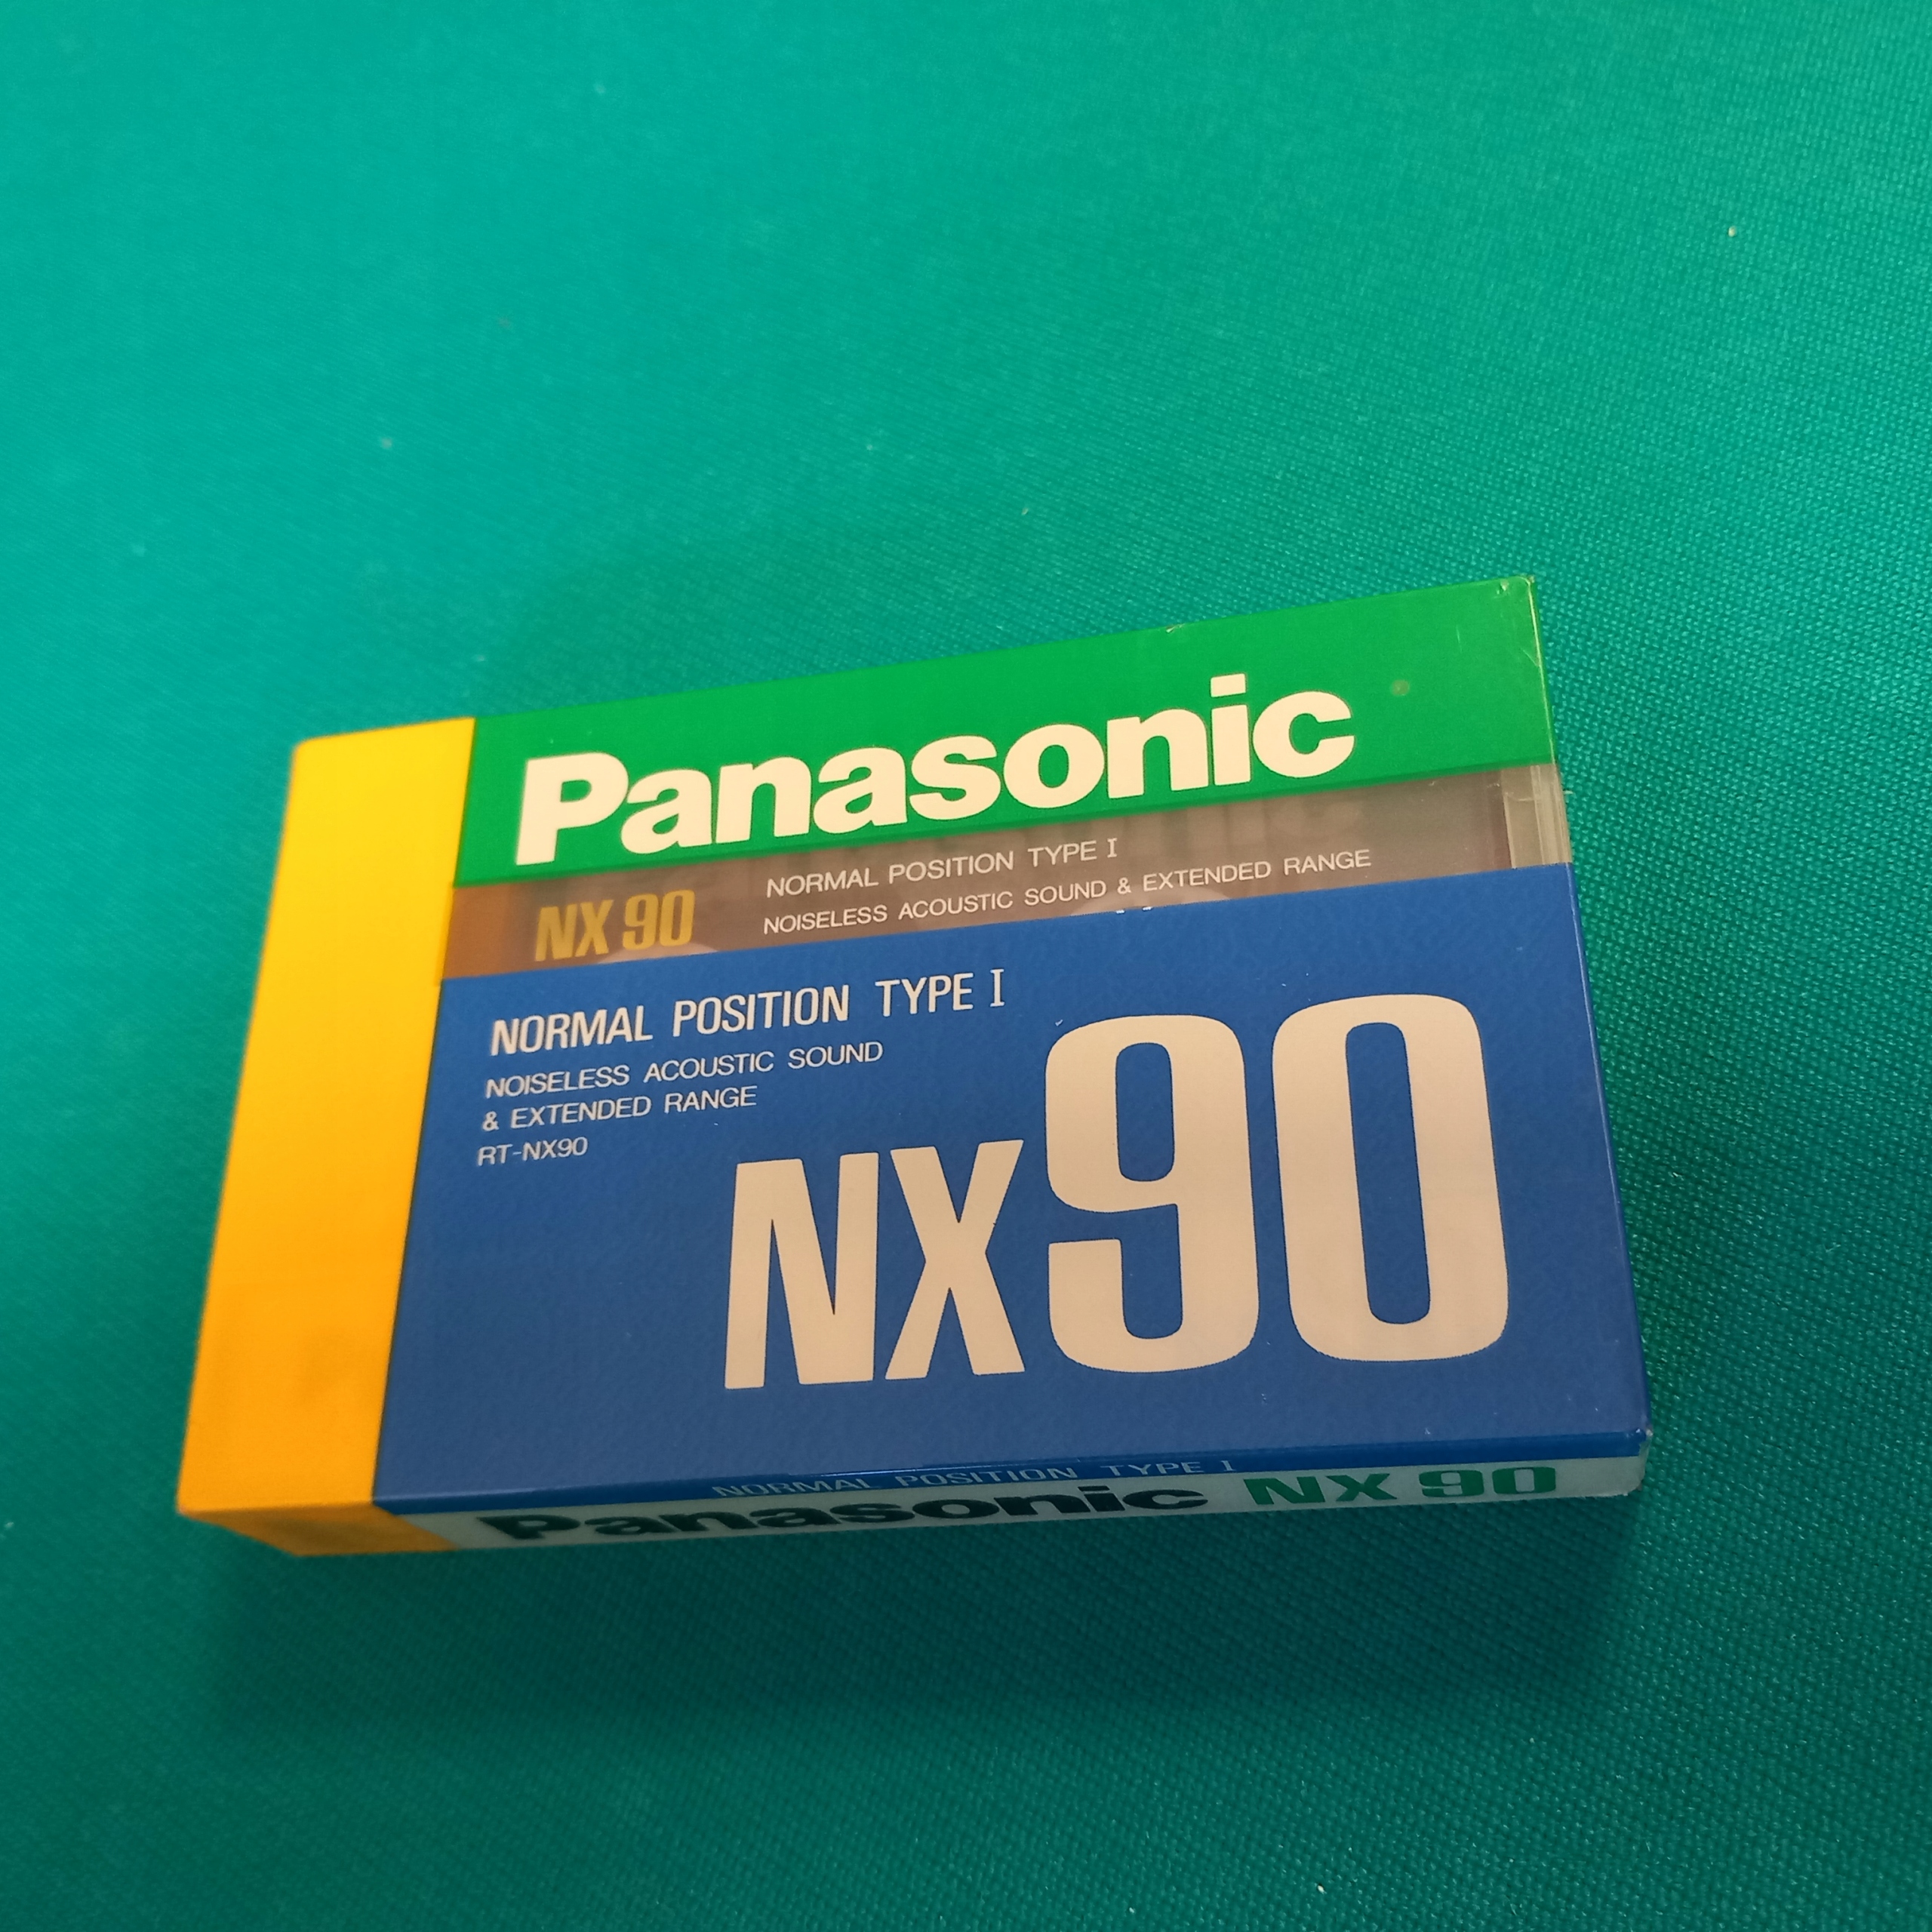 Panasonic
NX 90
NORMAL POSITION TYPE I
NOISELESS ACOUSTIC SOUND & EXTENDED RANGE
NORMAL POSITION TYPE I
NOISELESS ACOUSTIC SOUND
& EXTENDED RANGE
RT-NX90
NX90
NORMAL POSITION TYPE I
Panasonic NX 90